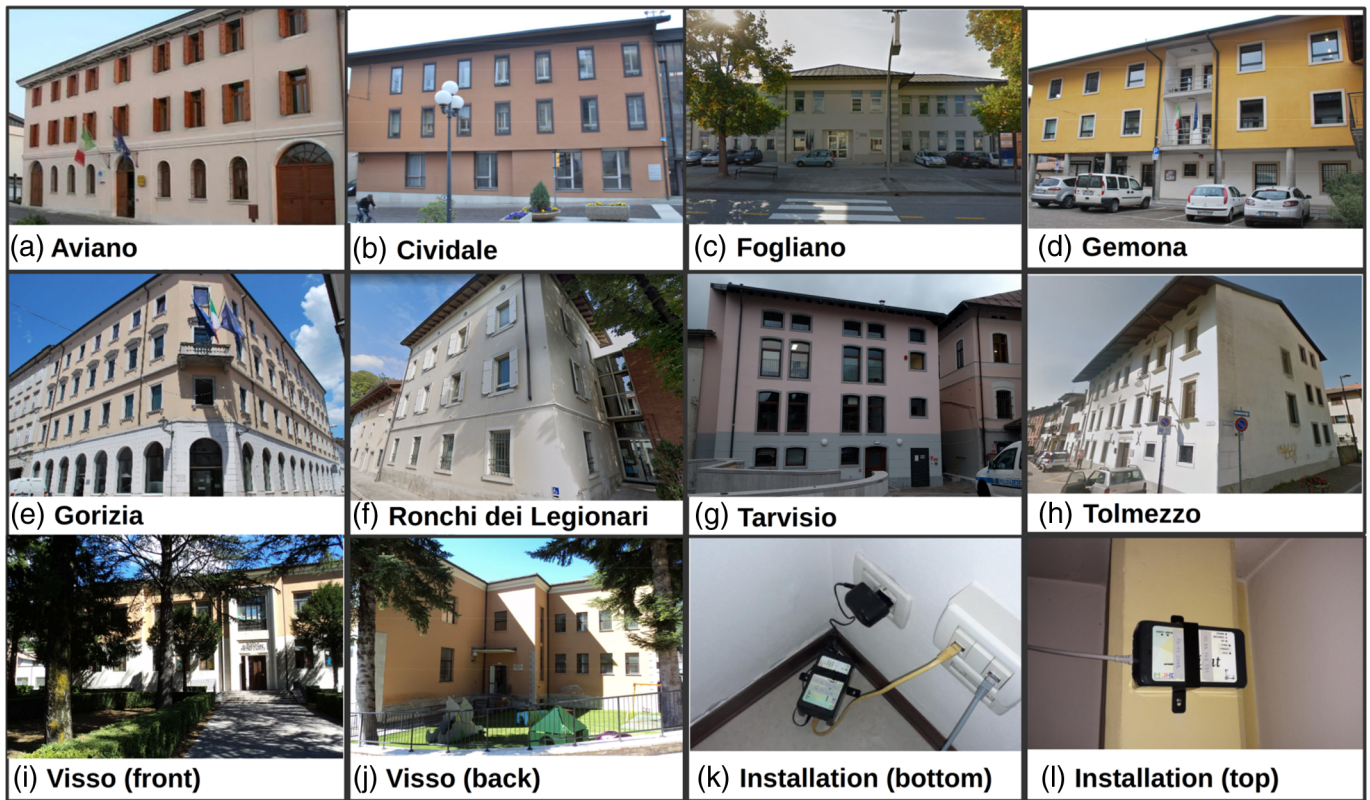 (a) Aviano
(b) Cividale
(c) Fogliano
(d) Gemona
(e) Gorizia
(f) Ronchi dei Legionari
(g) Tarvisio
(h) Tolmezzo
(i) Visso (front)
(j) Visso (back)
(k) Installation (bottom)
(l) Installation (top)